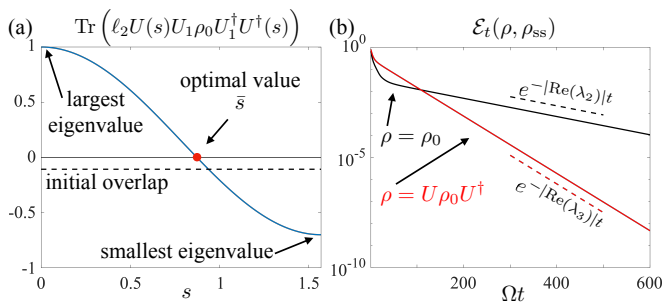 (a) Tr (ℓ₂U(s)U₁ρ₀U₁†U†(s))
1
0.5
0
-0.5
-1
largest
eigenvalue
optimal value
s̄
initial overlap
smallest eigenvalue
0 0.5 1 1.5
s
(b) ℰₜ(ρ, ρₛₛ)
10⁰
10⁻⁵
10⁻¹⁰
e^{-|Re(λ₂)|t}
ρ = ρ₀
ρ = Uρ₀U†
e^{-|Re(λ₃)|t}
200 400 600
Ωt